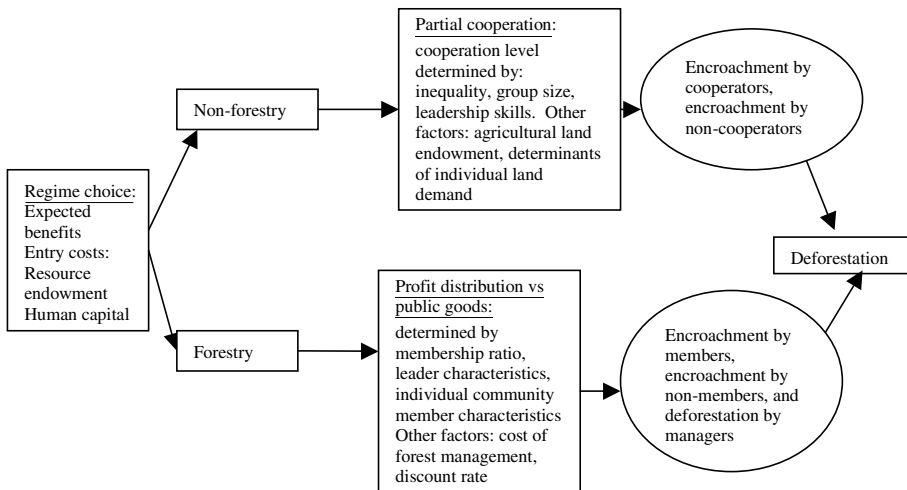 Regime choice:
Expected
benefits
Entry costs:
Resource
endowment
Human capital
Non-forestry
Partial cooperation:
cooperation level
determined by:
inequality, group size,
leadership skills. Other
factors: agricultural land
endowment, determinants
of individual land
demand
Encroachment by
cooperators,
encroachment by
non-cooperators
Forestry
Profit distribution vs
public goods:
determined by
membership ratio,
leader characteristics,
individual community
member characteristics
Other factors: cost of
forest management,
discount rate
Encroachment by
members,
encroachment by
non-members, and
deforestation by
managers
Deforestation